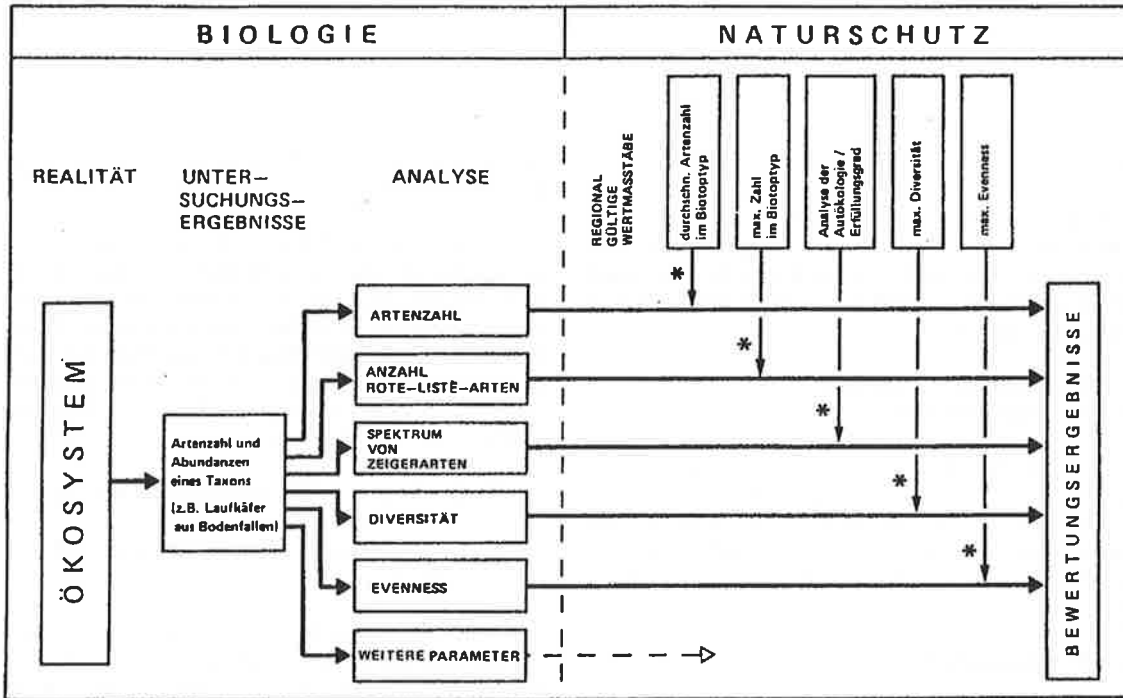 BIOLOGIE
NATURSCHUTZ
REALITÄT
UNTER-
SUCHUNGS-
ERGEBNISSE
ANALYSE
REGIONAL
GÜLTIGE
WERTMASSTÄBE
durchschn. Artenzahl
im Biotoptyp
max. Zahl
im Biotoptyp
Analyse der
Autökologie /
Erfüllungsgrad
max. Diversität
max. Evenness
*
*
*
*
*
ÖKOSYSTEM
Artenzahl und
Abundanzen
eines Taxons
(z.B. Laufkäfer
aus Bodenfallen)
ARTENZAHL
ANZAHL
ROTE-LISTE-ARTEN
SPEKTRUM
VON
ZEIGERARTEN
DIVERSITÄT
EVENNESS
WEITERE PARAMETER
BEWERTUNGSERGEBNISSE